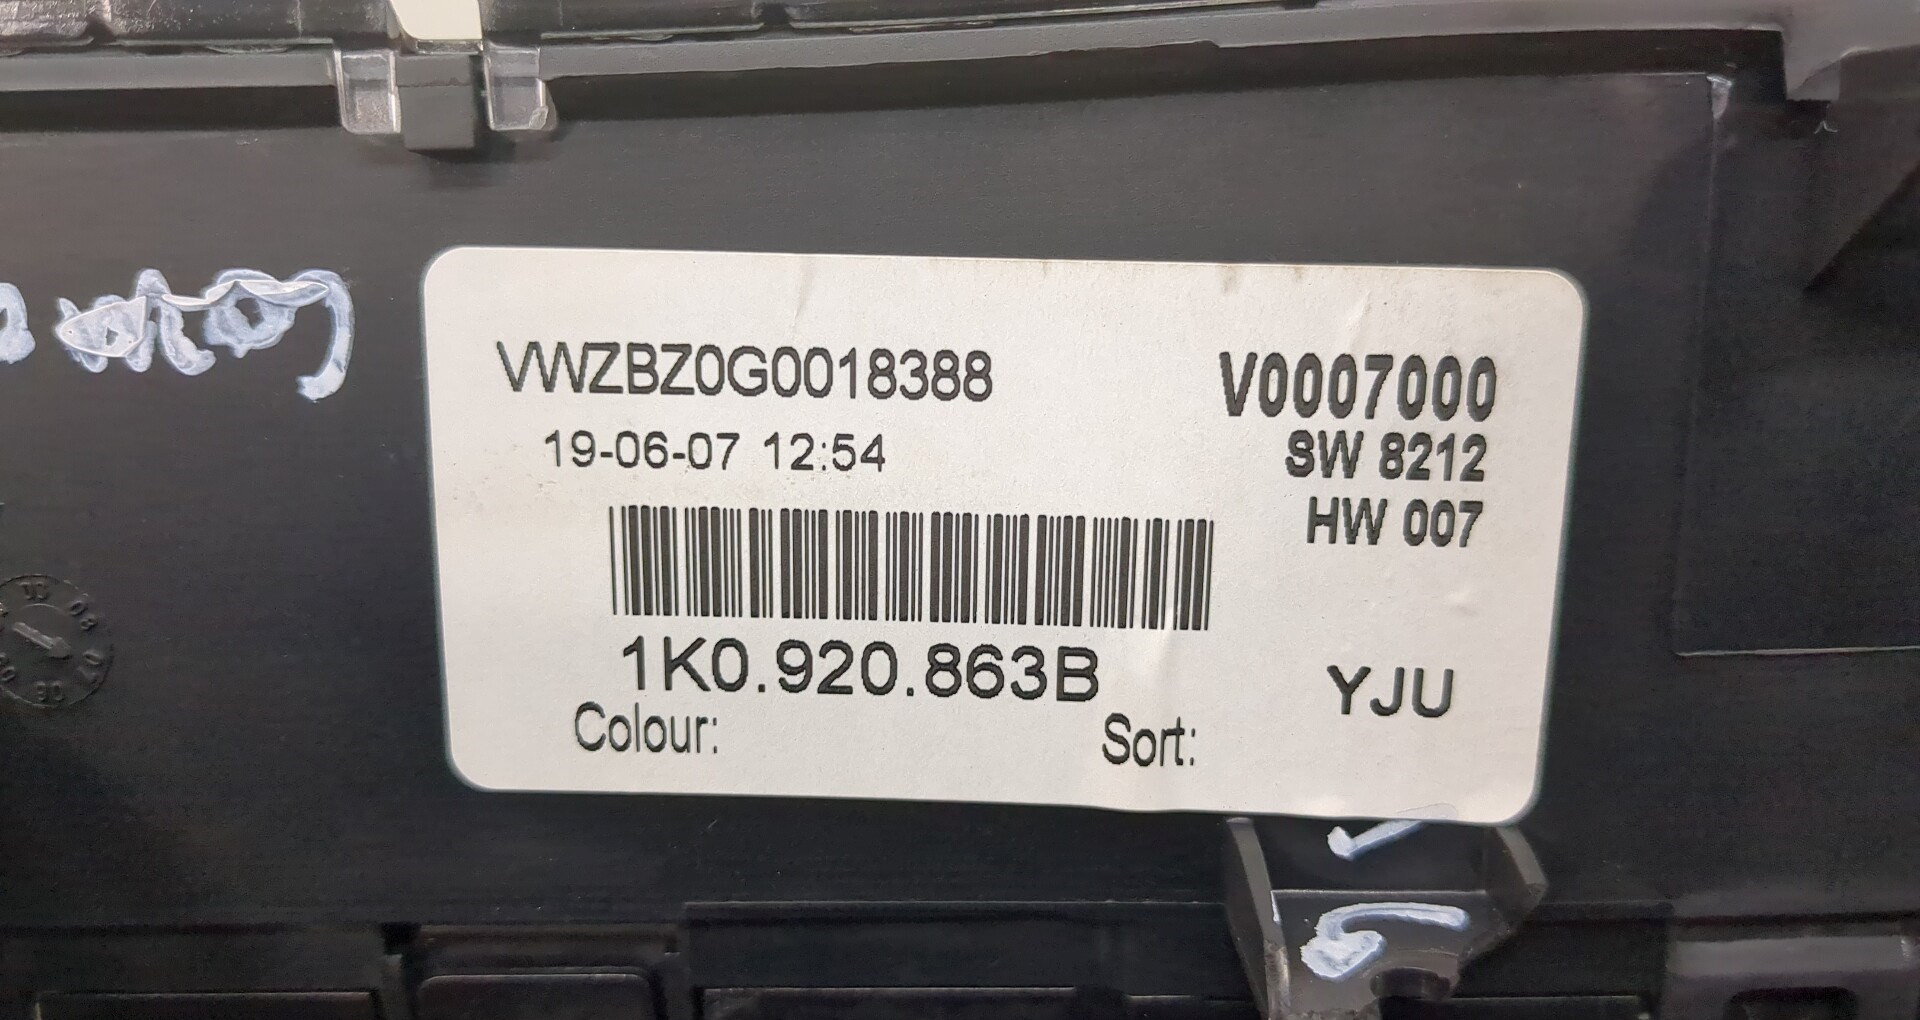 VWZBZ0G0018388
V0007000
19-06-07 12:54
SW 8212
HW 007
1K0.920.863B
YJU
Colour:
Sort: